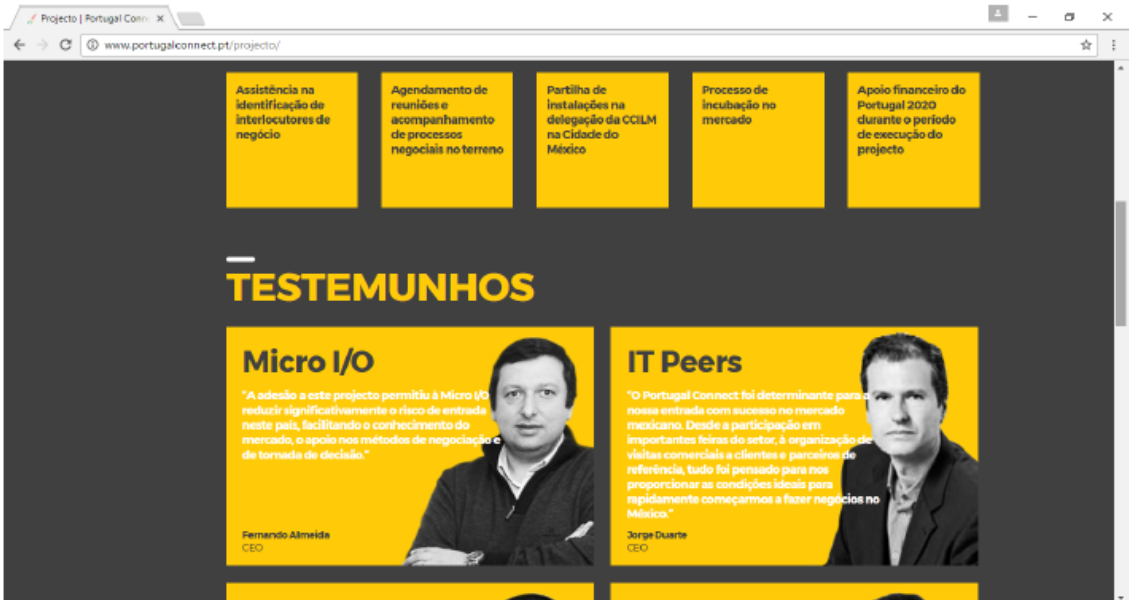 Projecto | Portugal Conn
www.portugalconnect.pt/projecto/
Assistência na
identificação de
interlocutores de
negócio
Agendamento de
reuniões e
acompanhamento
de processos
negociais no terreno
Partilha de
instalações na
delegação da CCILM
na Cidade do
México
Processo de
incubação no
mercado
Apoio financeiro do
Portugal 2020
durante o período
de execução do
projecto
TESTEMUNHOS
Micro I/O
"A adesão a este projecto permitiu à Micro I/O
reduzir significativamente o risco de entrada
neste país, facilitando o conhecimento do
mercado, o apoio nos métodos de negociação e
de tomada de decisão."
Fernando Almeida
CEO
IT Peers
"O Portugal Connect foi determinante para a
nossa entrada com sucesso no mercado
mexicano. Desde a participação em
importantes feiras do setor, à organização de
visitas comerciais a clientes e parceiros de
referência, tudo foi pensado para nos
proporcionar as condições ideais para
rapidamente começarmos a fazer negócios no
México."
Jorge Duarte
CEO